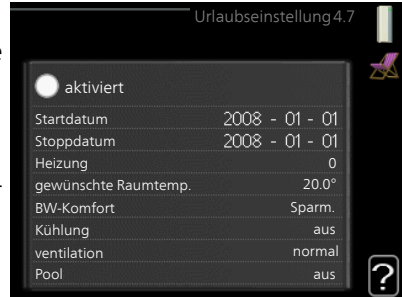 Urlaubseinstellung 4.7
aktiviert
Startdatum 2008 - 01 - 01
Stoppdatum 2008 - 01 - 01
Heizung 0
gewünschte Raumtemp. 20.0°
BW-Komfort Sparm.
Kühlung aus
ventilation normal
Pool aus
?